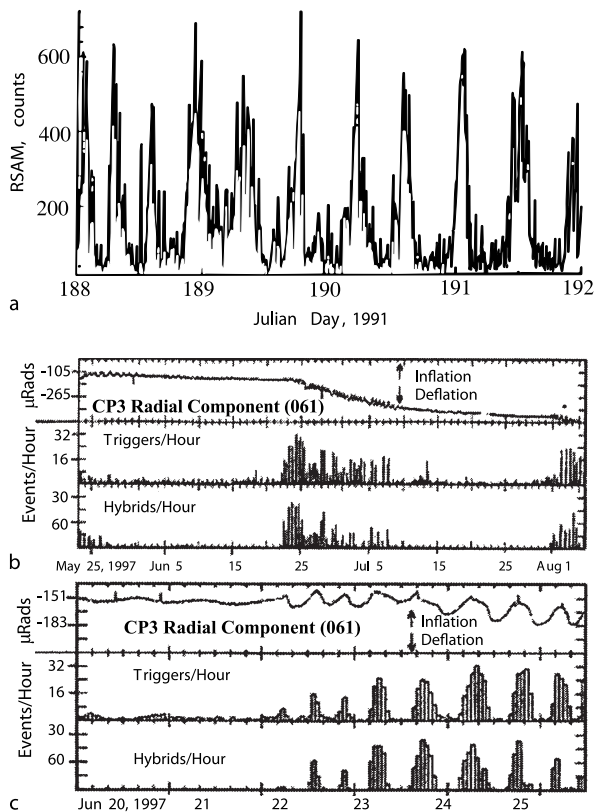 600
400
200
0
RSAM, counts
188 189 190 191 192
Julian Day, 1991
a
-105
-265
µRads
Inflation
Deflation
CP3 Radial Component (061)
32
16
Triggers/Hour
Events/Hour
30
60
Hybrids/Hour
May 25, 1997 Jun 5 15 25 Jul 5 15 25 Aug 1
b
-151
-183
µRads
Inflation
Deflation
CP3 Radial Component (061)
32
16
Triggers/Hour
Events/Hour
30
60
Hybrids/Hour
Jun 20, 1997 21 22 23 24 25
c